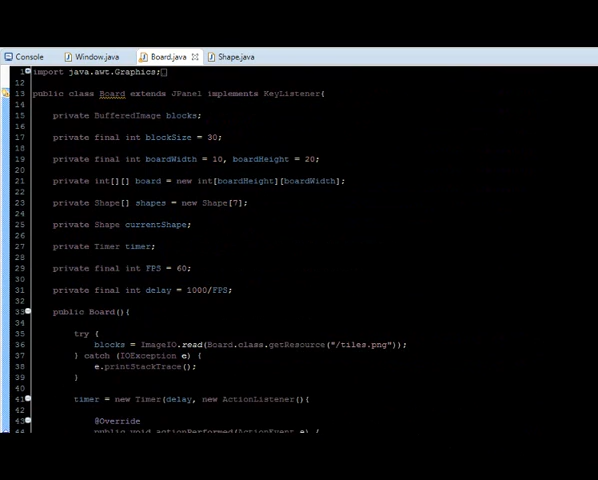 Console Window.java Board.java Shape.java
1 import java.awt.Graphics;
12
13 public class Board extends JPanel implements KeyListener{
14
15 private BufferedImage blocks;
16
17 private final int blockSize = 30;
18
19 private final int boardWidth = 10, boardHeight = 20;
20
21 private int[][] board = new int[boardHeight][boardWidth];
22
23 private Shape[] shapes = new Shape[7];
24
25 private Shape currentShape;
26
27 private Timer timer;
28
29 private final int FPS = 60;
30
31 private final int delay = 1000/FPS;
32
33 public Board(){
34
35 try {
36 blocks = ImageIO.read(Board.class.getResource("/tiles.png"));
37 } catch (IOException e) {
38 e.printStackTrace();
39 }
40
41 timer = new Timer(delay, new ActionListener(){
42
43 @Override
44 public void actionPerformed(ActionEvent e) {